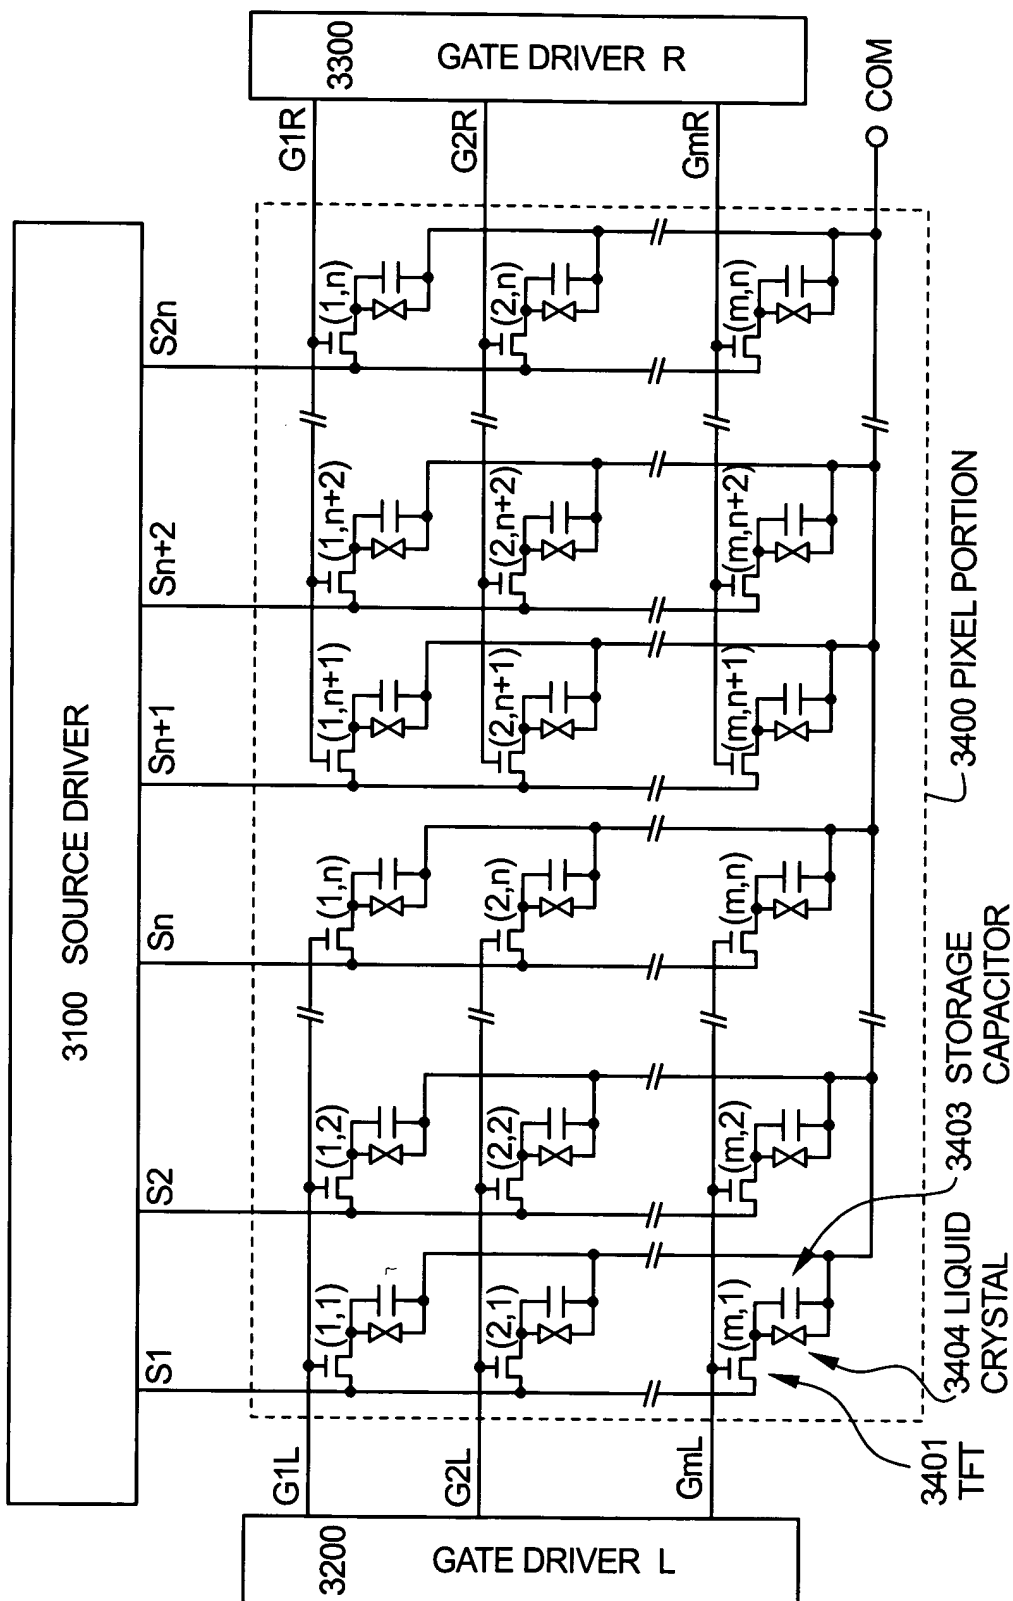 3100 SOURCE DRIVER
S1
S2
Sn
Sn+1
Sn+2
S2n
3200
GATE DRIVER L
G1L
G2L
GmL
3300
GATE DRIVER R
G1R
G2R
GmR
(1,1)
(1,2)
(1,n)
(1,n+1)
(1,n+2)
(1,n)
(2,1)
(2,2)
(2,n)
(2,n+1)
(2,n+2)
(2,n)
(m,1)
(m,2)
(m,n)
(m,n+1)
(m,n+2)
(m,n)
COM
3401
TFT
3404 LIQUID
CRYSTAL
3403 STORAGE
CAPACITOR
3400 PIXEL PORTION